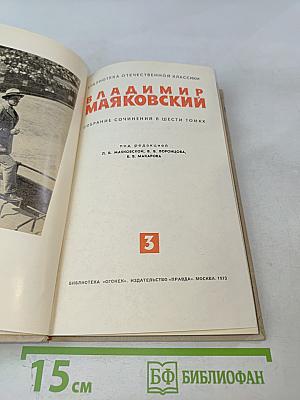 БИБЛИОТЕКА ОТЕЧЕСТВЕННОЙ КЛАССИКИ
ВЛАДИМИР
МАЯКОВСКИЙ
СОБРАНИЕ СОЧИНЕНИЙ В ШЕСТИ ТОМАХ
под редакцией
Л. В. МАЯКОВСКОЙ, В. В. ВОРОНЦОВА,
В. В. МАКАРОВА
3
БИБЛИОТЕКА «ОГОНЕК». ИЗДАТЕЛЬСТВО «ПРАВДА». МОСКВА. 1973
15 см
БФ БИБЛИОФАН